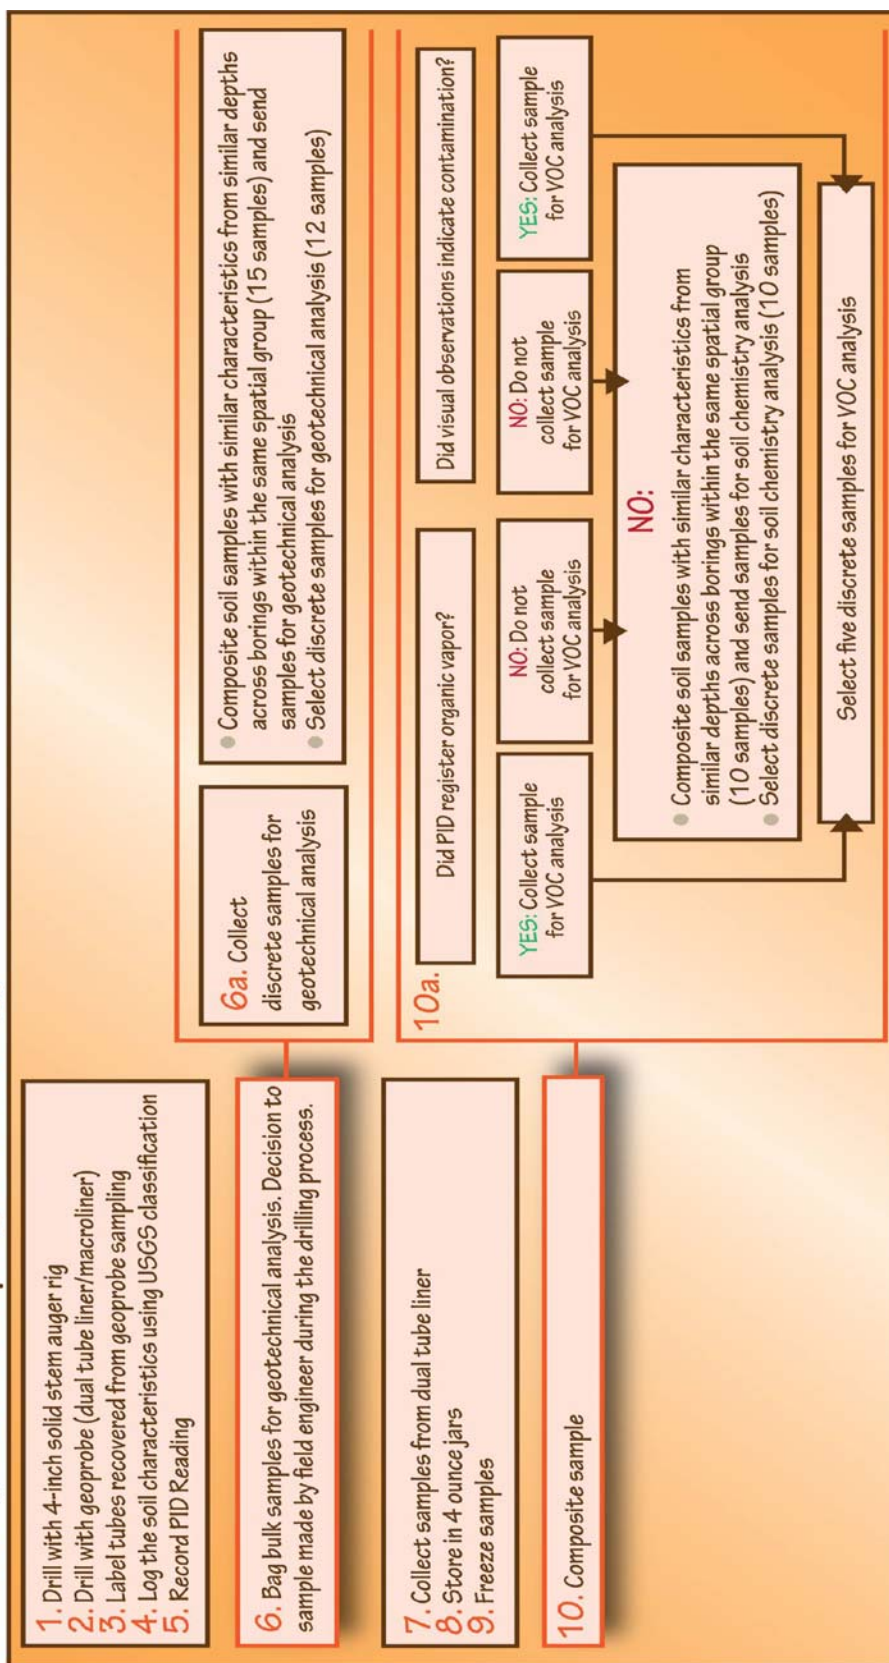 1. Drill with 4-inch solid stem auger rig
2. Drill with geoprobe (dual tube liner/macroliner)
3. Label tubes recovered from geoprobe sampling
4. Log the soil characteristics using USGS classification
5. Record PID Reading
6. Bag bulk samples for geotechnical analysis. Decision to
sample made by field engineer during the drilling process.
6a. Collect
discrete samples for
geotechnical analysis
● Composite soil samples with similar characteristics from similar depths
across borings within the same spatial group (15 samples) and send
samples for geotechnical analysis
● Select discrete samples for geotechnical analysis (12 samples)
7. Collect samples from dual tube liner
8. Store in 4 ounce jars
9. Freeze samples
10. Composite sample
10a.
Did PID register organic vapor?
Did visual observations indicate contamination?
YES: Collect sample
for VOC analysis
NO: Do not
collect sample
for VOC analysis
NO: Do not
collect sample
for VOC analysis
YES: Collect sample
for VOC analysis
NO:
● Composite soil samples with similar characteristics from
similar depths across borings within the same spatial group
(10 samples) and send samples for soil chemistry analysis
● Select discrete samples for soil chemistry analysis (10 samples)
Select five discrete samples for VOC analysis